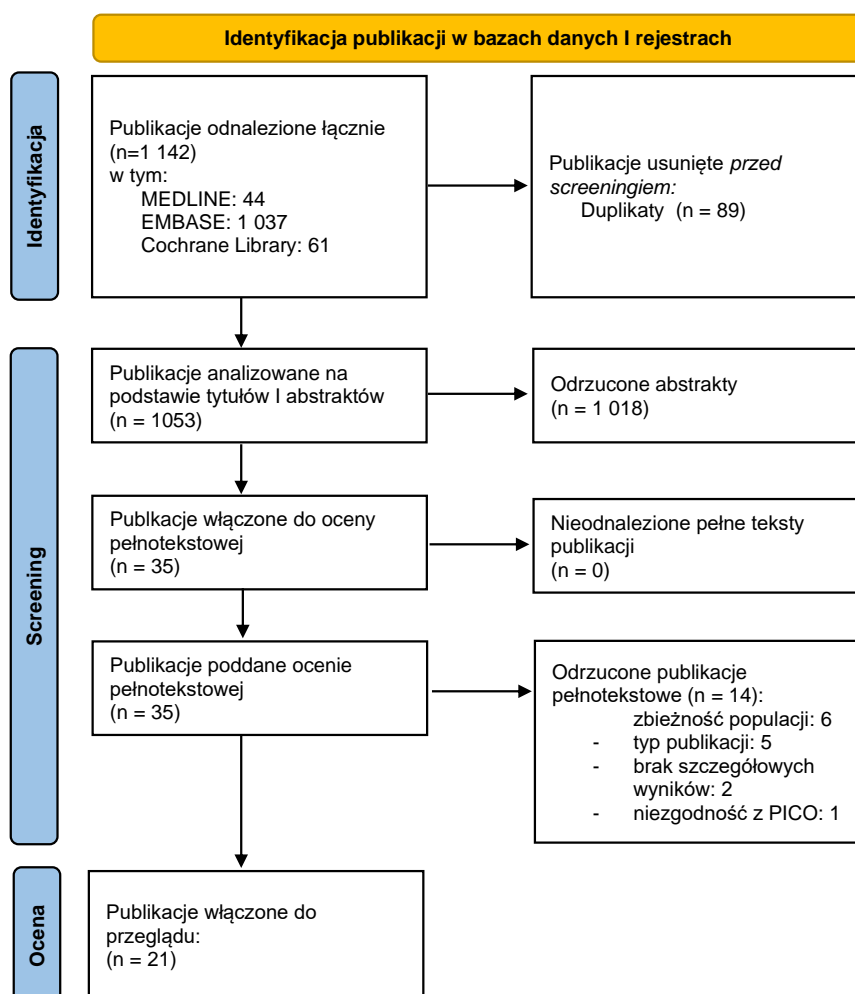 Identyfikacja publikacji w bazach danych I rejestrach
Identyfikacja
Publikacje odnalezione łącznie
(n=1 142)
w tym:
MEDLINE: 44
EMBASE: 1 037
Cochrane Library: 61
Publikacje usunięte przed
screeningiem:
Duplikaty (n = 89)
Screening
Publikacje analizowane na
podstawie tytułów I abstraktów
(n = 1053)
Odrzucone abstrakty
(n = 1 018)
Publkacje włączone do oceny
pełnotekstowej
(n = 35)
Nieodnalezione pełne teksty
publikacji
(n = 0)
Publikacje poddane ocenie
pełnotekstowej
(n = 35)
Odrzucone publikacje
pełnotekstowe (n = 14):
zbieżność populacji: 6
- typ publikacji: 5
- brak szczegółowych
wyników: 2
- niezgodność z PICO: 1
Ocena
Publikacje włączone do
przeglądu:
(n = 21)